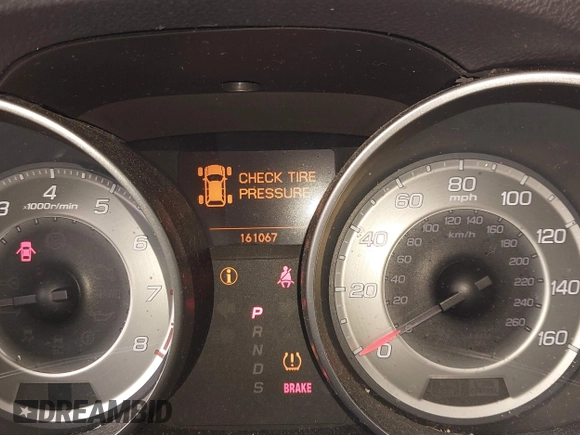 CHECK TIRE
PRESSURE
161067
i
P
R
N
D
S
BRAKE
3 4 5 6 7 8
x1000r/min
0 20 40 60 80 100 120 140 160
mph
120 140 160 180 200 220 260
100 80 60 40 20
km/h
DREAMBID